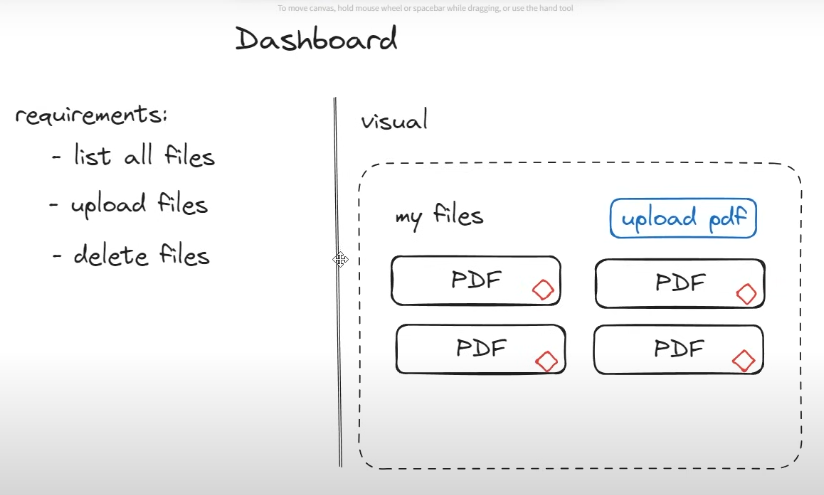 To move canvas, hold mouse wheel or spacebar while dragging, or use the hand tool
Dashboard
requirements:
- list all files
- upload files
- delete files
visual
my files
upload pdf
PDF
PDF
PDF
PDF